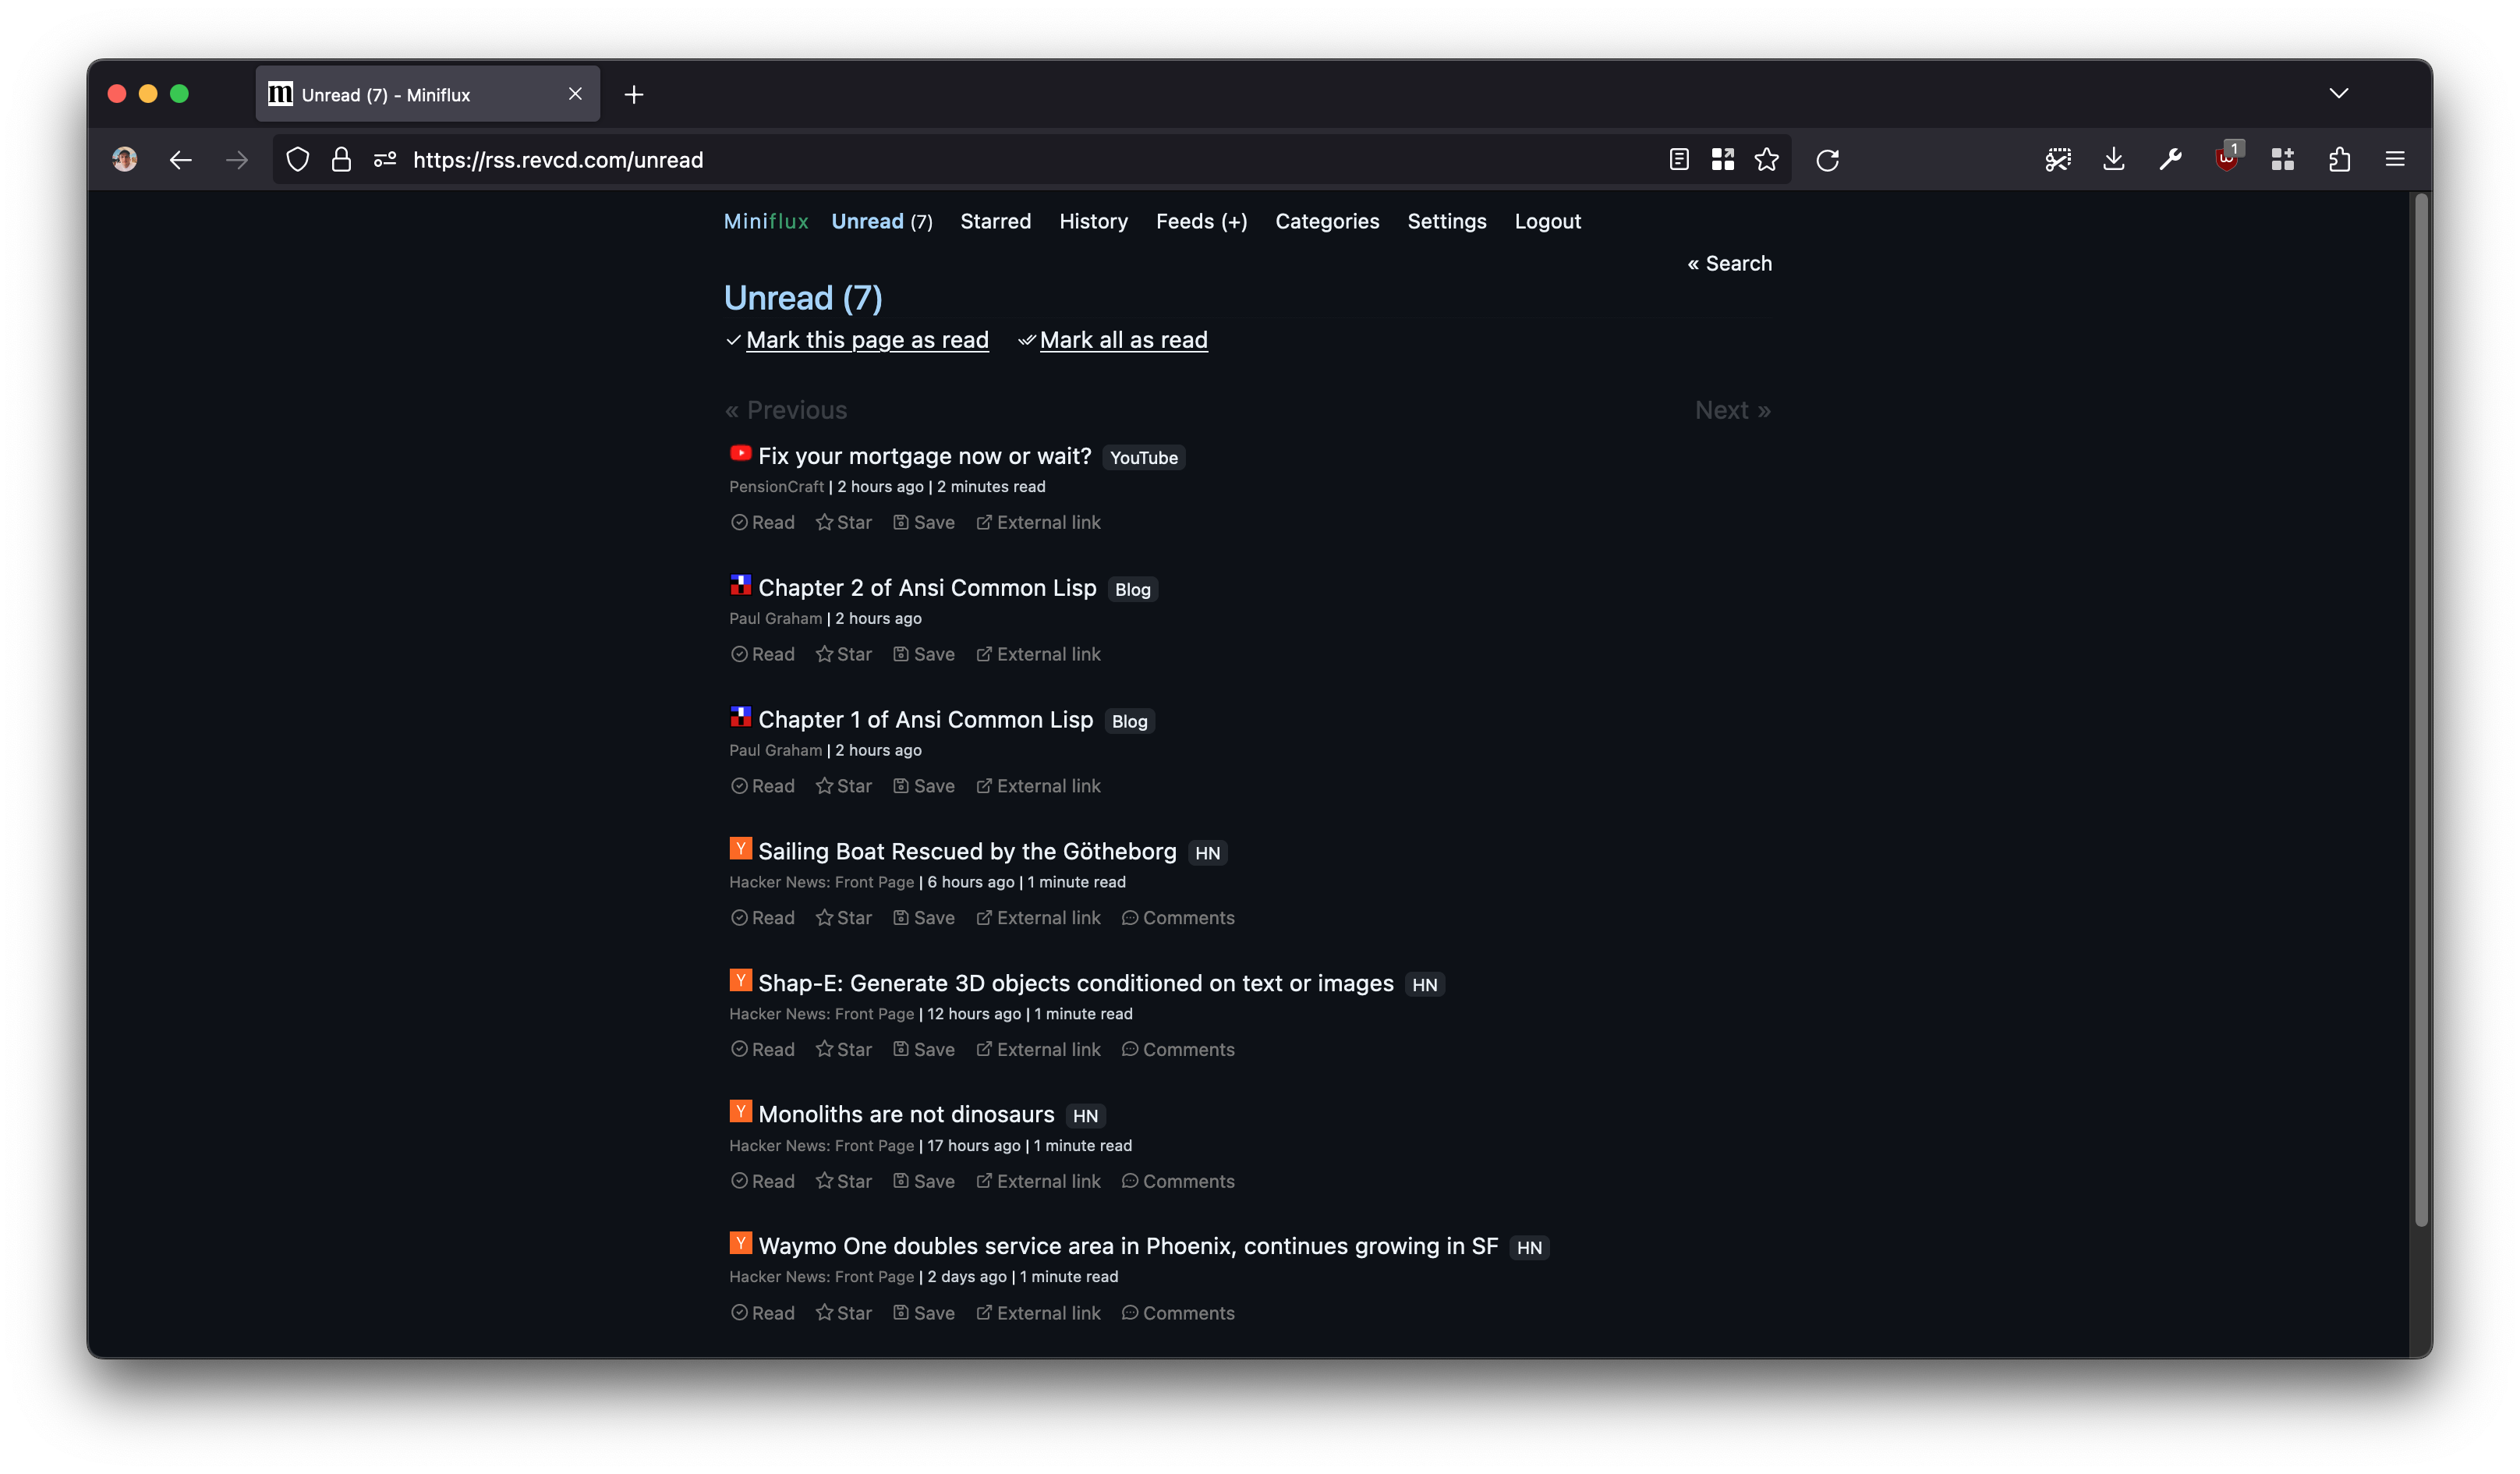 Unread (7) - Miniflux
https://rss.revcd.com/unread
1
Miniflux Unread (7) Starred History Feeds (+) Categories Settings Logout
« Search
Unread (7)
Mark this page as read Mark all as read
« Previous Next »
Fix your mortgage now or wait? YouTube
PensionCraft | 2 hours ago | 2 minutes read
Read Star Save External link
Chapter 2 of Ansi Common Lisp Blog
Paul Graham | 2 hours ago
Read Star Save External link
Chapter 1 of Ansi Common Lisp Blog
Paul Graham | 2 hours ago
Read Star Save External link
Y Sailing Boat Rescued by the Götheborg HN
Hacker News: Front Page | 6 hours ago | 1 minute read
Read Star Save External link Comments
Y Shap-E: Generate 3D objects conditioned on text or images HN
Hacker News: Front Page | 12 hours ago | 1 minute read
Read Star Save External link Comments
Y Monoliths are not dinosaurs HN
Hacker News: Front Page | 17 hours ago | 1 minute read
Read Star Save External link Comments
Y Waymo One doubles service area in Phoenix, continues growing in SF HN
Hacker News: Front Page | 2 days ago | 1 minute read
Read Star Save External link Comments